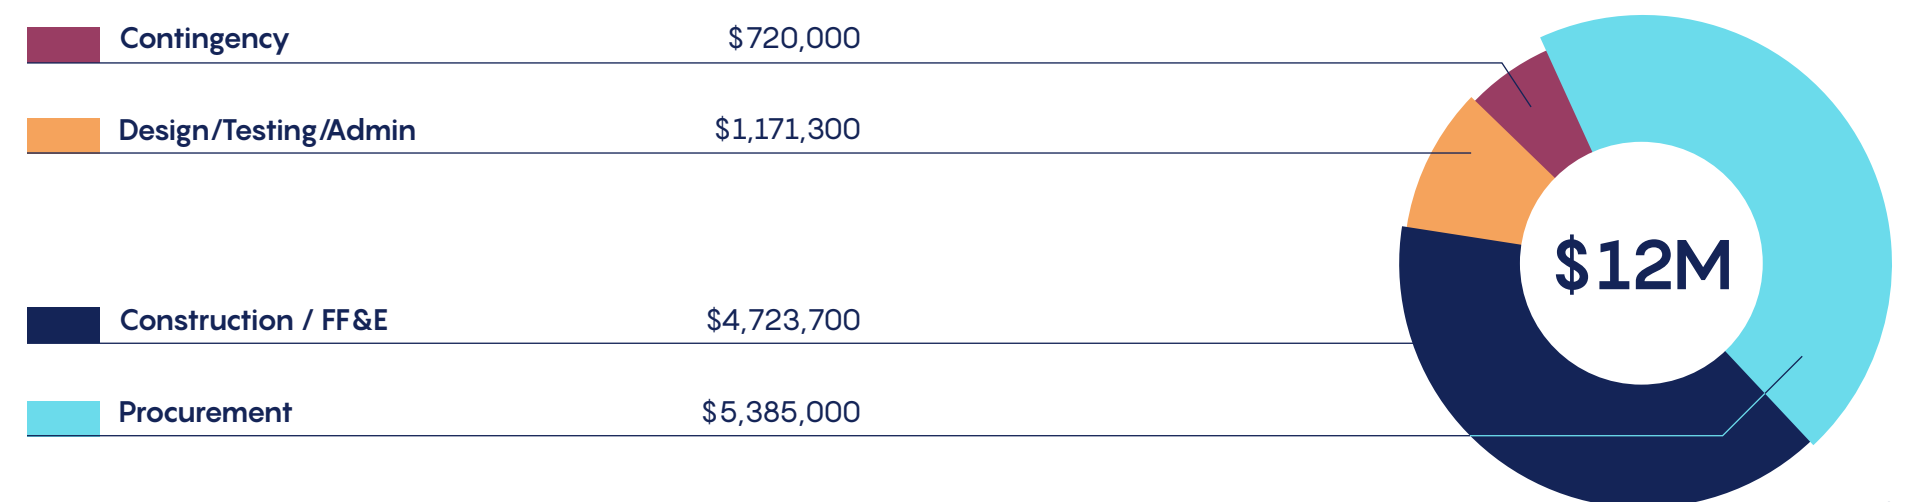 Contingency $720,000
Design/Testing/Admin $1,171,300
Construction / FF&E $4,723,700
Procurement $5,385,000
$12M